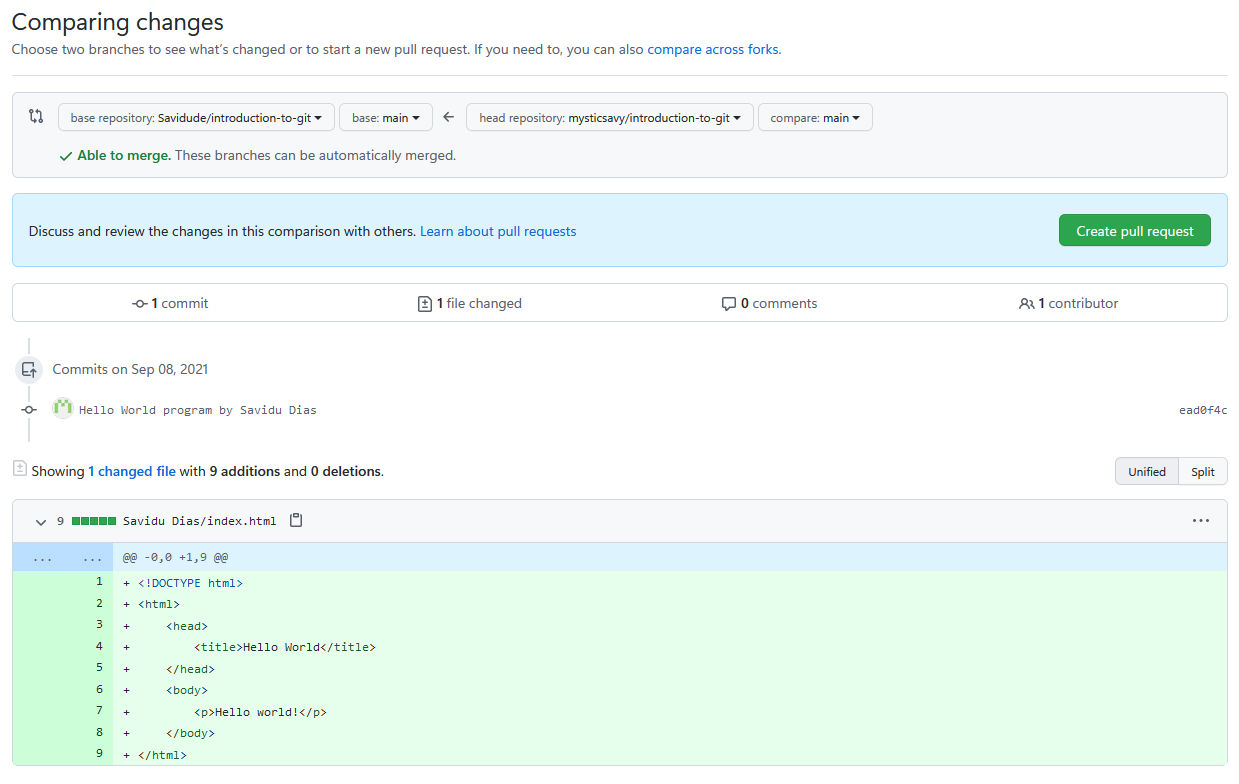 Comparing changes
Choose two branches to see what's changed or to start a new pull request. If you need to, you can also compare across forks.
base repository: Savidude/introduction-to-git base: main ← head repository: mysticsavy/introduction-to-git compare: main
Able to merge. These branches can be automatically merged.
Discuss and review the changes in this comparison with others. Learn about pull requests Create pull request
1 commit 1 file changed 0 comments 1 contributor
Commits on Sep 08, 2021
Hello World program by Savidu Dias ead0f4c
Showing 1 changed file with 9 additions and 0 deletions. Unified Split
9 Savidu Dias/index.html ...
... ... @@ -0,0 +1,9 @@
1 + <!DOCTYPE html>
2 + <html>
3 + <head>
4 + <title>Hello World</title>
5 + </head>
6 + <body>
7 + <p>Hello world!</p>
8 + </body>
9 + </html>